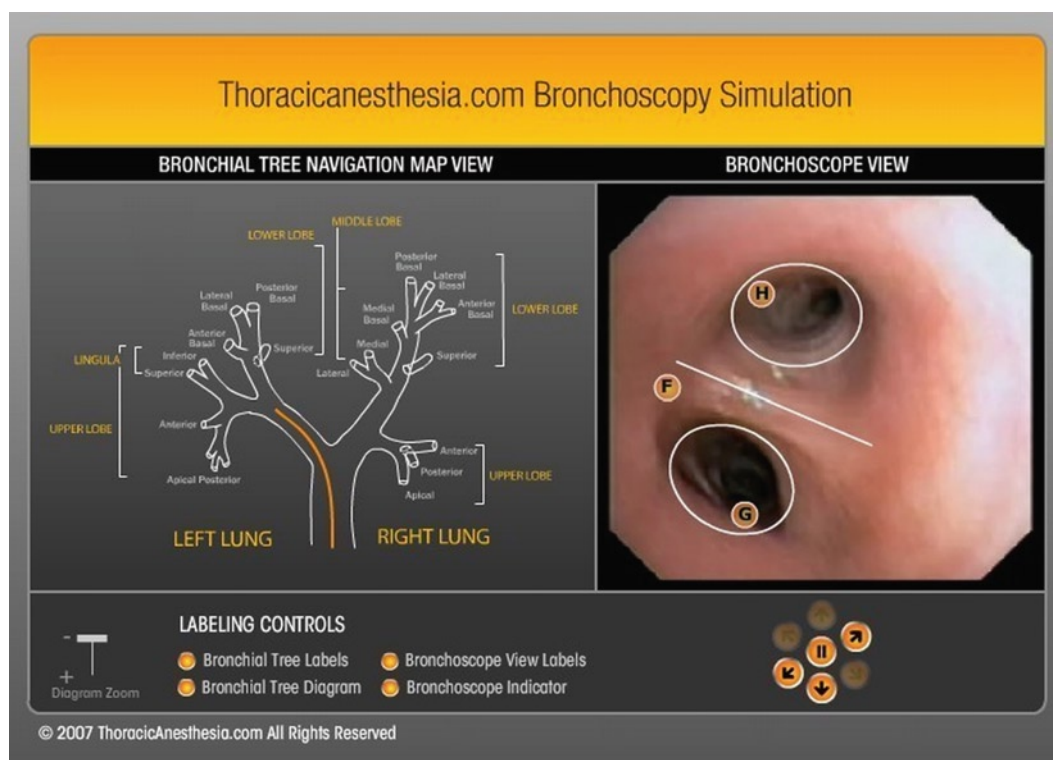 Thoracicanesthesia.com Bronchoscopy Simulation
BRONCHIAL TREE NAVIGATION MAP VIEW
BRONCHOSCOPE VIEW
MIDDLE LOBE
LOWER LOBE
Posterior
Basal
Lateral
Basal
Posterior
Basal
Lateral
Basal
Medial
Basal
Anterior
Basal
LOWER LOBE
Anterior
Basal
Superior
Medial
Superior
LINGULA
Inferior
Superior
Lateral
UPPER LOBE
Anterior
Apical Posterior
Anterior
Posterior
Apical
UPPER LOBE
LEFT LUNG
RIGHT LUNG
H
F
G
LABELING CONTROLS
Bronchial Tree Labels
Bronchoscope View Labels
Bronchial Tree Diagram
Bronchoscope Indicator
-
+
Diagram Zoom
© 2007 ThoracicAnesthesia.com All Rights Reserved